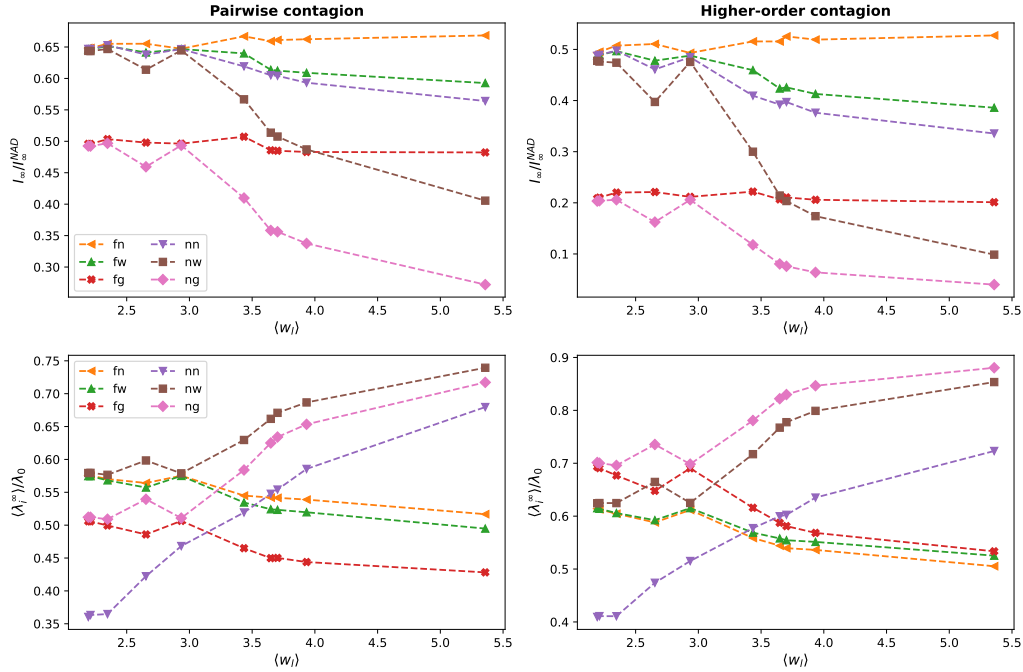 Pairwise contagion
Higher-order contagion
I∞/I∞^NAD
0.65
0.60
0.55
0.50
0.45
0.40
0.35
0.30
fn nn
fw nw
fg ng
2.5 3.0 3.5 4.0 4.5 5.0 5.5
⟨w_l⟩
I∞/I∞^NAD
0.5
0.4
0.3
0.2
0.1
2.5 3.0 3.5 4.0 4.5 5.0 5.5
⟨w_l⟩
⟨λ_i^∞⟩/λ_0
0.75
0.70
0.65
0.60
0.55
0.50
0.45
0.40
0.35
fn nn
fw nw
fg ng
2.5 3.0 3.5 4.0 4.5 5.0 5.5
⟨w_l⟩
⟨λ_i^∞⟩/λ_0
0.9
0.8
0.7
0.6
0.5
0.4
2.5 3.0 3.5 4.0 4.5 5.0 5.5
⟨w_l⟩